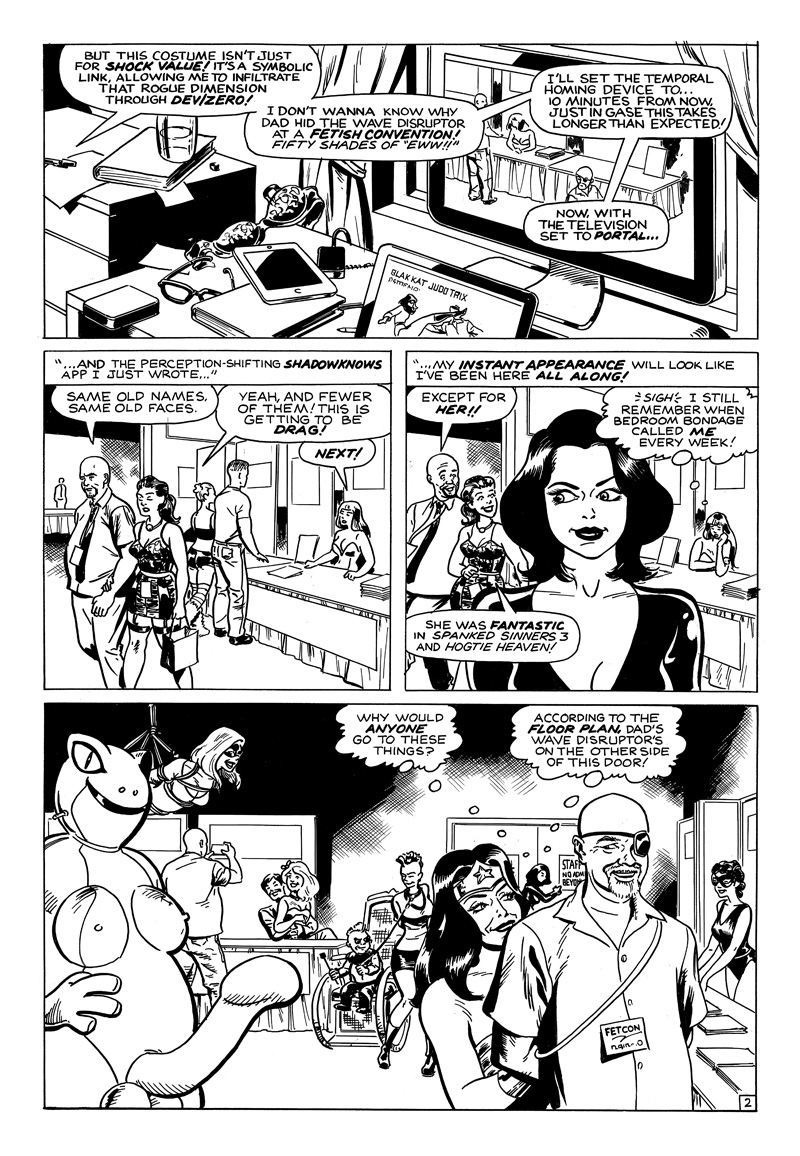 BUT THIS COSTUME ISN'T JUST
FOR SHOCK VALUE! IT'S A SYMBOLIC
LINK, ALLOWING ME TO INFILTRATE
THAT ROGUE DIMENSION
THROUGH DEV/ZERO!
I DON'T WANNA KNOW WHY
DAD HID THE WAVE DISRUPTOR
AT A FETISH CONVENTION!
FIFTY SHADES OF "EWW!!"
I'LL SET THE TEMPORAL
HOMING DEVICE TO...
10 MINUTES FROM NOW,
JUST IN GASE THIS TAKES
LONGER THAN EXPECTED!
NOW, WITH
THE TELEVISION
SET TO PORTAL...
BLAK KAT JUDO TRIX
"...AND THE PERCEPTION-SHIFTING SHADOWKNOWS
APP I JUST WROTE..."
SAME OLD NAMES,
SAME OLD FACES.
YEAH, AND FEWER
OF THEM! THIS IS
GETTING TO BE
DRAG!
NEXT!
"...MY INSTANT APPEARANCE WILL LOOK LIKE
I'VE BEEN HERE ALL ALONG!
EXCEPT FOR
HER!!
SIGH I STILL
REMEMBER WHEN
BEDROOM BONDAGE
CALLED ME
EVERY WEEK!
SHE WAS FANTASTIC
IN SPANKED SINNERS 3
AND HOGTIE HEAVEN!
WHY WOULD
ANYONE
GO TO THESE
THINGS?
ACCORDING TO THE
FLOOR PLAN, DAD'S
WAVE DISRUPTOR'S
ON THE OTHER SIDE
OF THIS DOOR!
STAFF
NO ADM
BEYON
FETCON
2